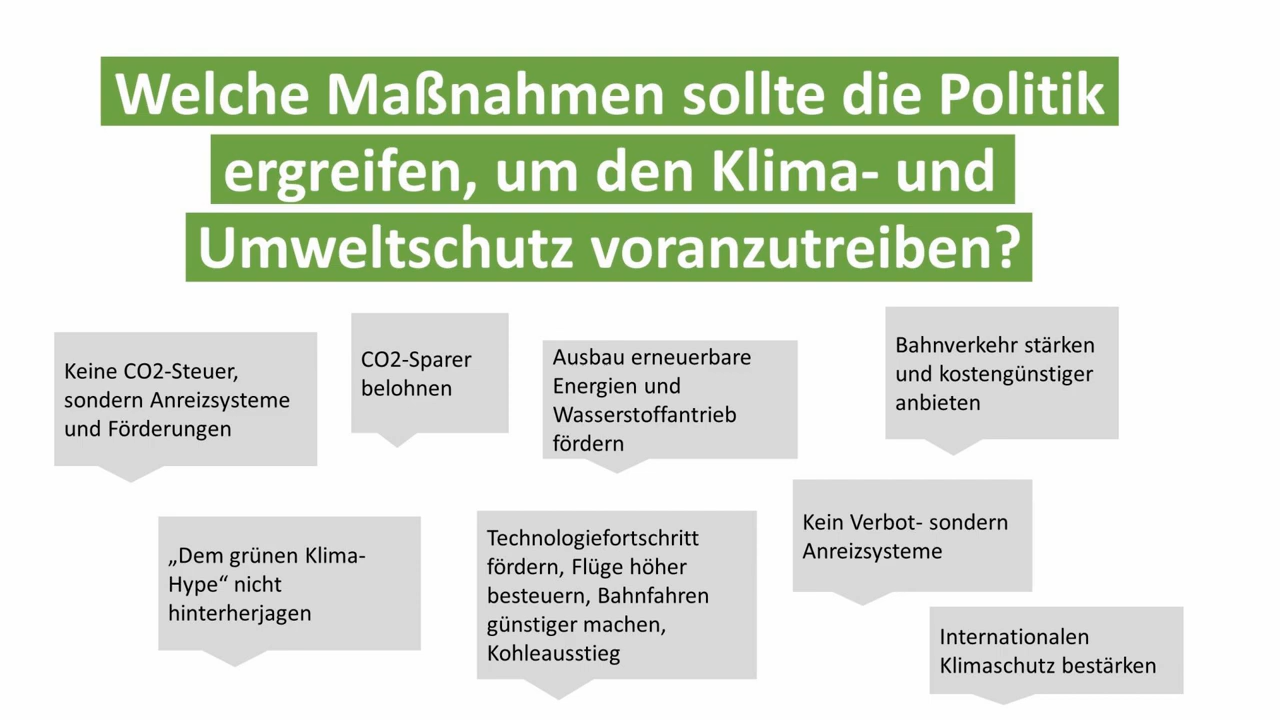 Welche Maßnahmen sollte die Politik
ergreifen, um den Klima- und
Umweltschutz voranzutreiben?
Keine CO2-Steuer,
sondern Anreizsysteme
und Förderungen
CO2-Sparer
belohnen
Ausbau erneuerbare
Energien und
Wasserstoffantrieb
fördern
Bahnverkehr stärken
und kostengünstiger
anbieten
„Dem grünen Klima-
Hype“ nicht
hinterherjagen
Technologiefortschritt
fördern, Flüge höher
besteuern, Bahnfahren
günstiger machen,
Kohleausstieg
Kein Verbot- sondern
Anreizsysteme
Internationalen
Klimaschutz bestärken